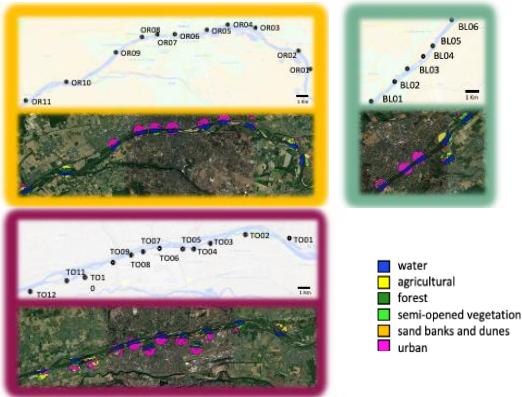 OR11
OR10
OR09
OR08
OR07
OR06
OR05
OR04
OR03
OR02
OR01
1 Km
BL01
BL02
BL03
BL04
BL05
BL06
1 Km
TO12
TO11
TO1
0
TO09
TO08
TO07
TO06
TO05
TO04
TO03
TO02
TO01
1 Km
water
agricultural
forest
semi-opened vegetation
sand banks and dunes
urban